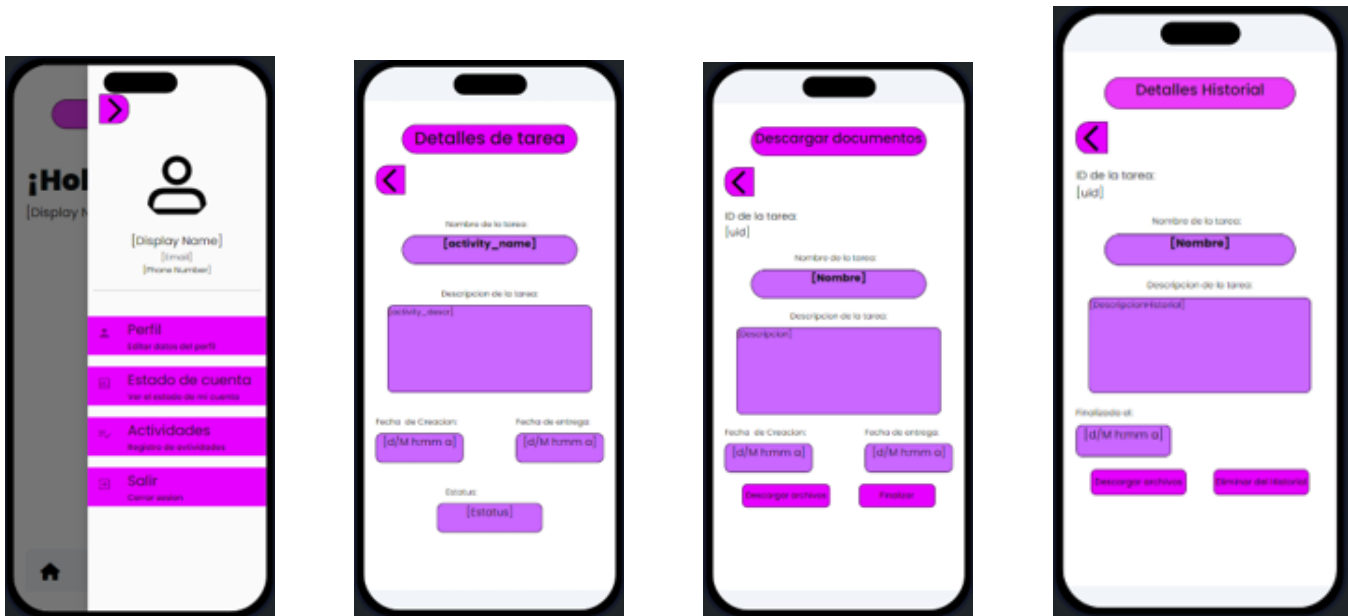 ¡Hol
[Display N
[Display Name]
[Email]
[Phone Number]
Perfil
Editar datos del perfil
Estado de cuenta
Ver el estado de mi cuenta
Actividades
Registro de actividades
Salir
Cerrar sesion
Detalles de tarea
Nombre de la tarea:
[activity_name]
Descripcion de la tarea:
[activity_descr]
Fecha de Creacion:
Fecha de entrega:
[d/M h:mm a]
[d/M h:mm a]
Estatus:
[Estatus]
Descargar documentos
ID de la tarea:
[uid]
Nombre de la tarea:
[Nombre]
Descripcion de la tarea:
[Descripcion]
Fecha de Creacion:
Fecha de entrega:
[d/M h:mm a]
[d/M h:mm a]
Descargar archivos
Finalizar
Detalles Historial
ID de la tarea:
[uid]
Nombre de la tarea:
[Nombre]
Descripcion de la tarea:
[DescripcionHistorial]
Finalizada el:
[d/M h:mm a]
Descargar archivos
Eliminar del Historial